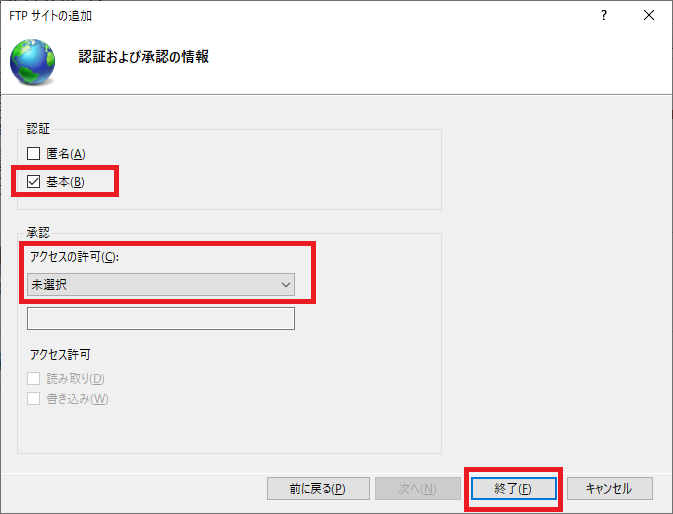 FTP サイトの追加
?
認証および承認の情報
認証
匿名(A)
基本(B)
承認
アクセスの許可(C):
未選択
アクセス許可
読み取り(D)
書き込み(W)
前に戻る(P) 次へ(N) 終了(F) キャンセル